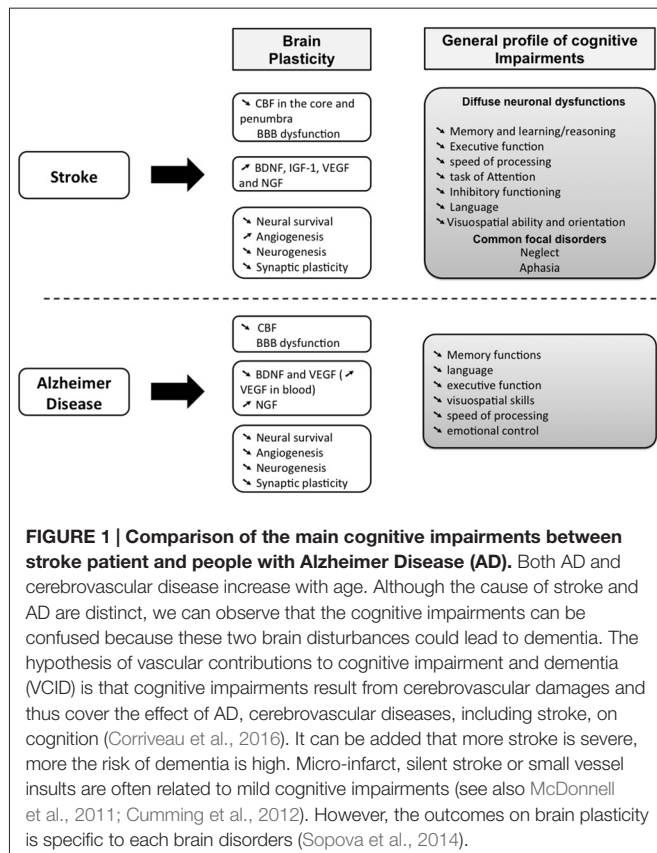 Brain
Plasticity
General profile of cognitive
Impairments
Stroke
↘ CBF in the core and
penumbra
BBB dysfunction
↗ BDNF, IGF-1, VEGF
and NGF
↘ Neural survival
↗ Angiogenesis
↘ Neurogenesis
↘ Synaptic plasticity
Diffuse neuronal dysfunctions
↘ Memory and learning/reasoning
↘ Executive function
↘ speed of processing
↘ task of Attention
↘ Inhibitory functioning
↘ Language
↘ Visuospatial ability and orientation
Common focal disorders
Neglect
Aphasia
Alzheimer
Disease
↘ CBF
BBB dysfunction
↘ BDNF and VEGF (↗
VEGF in blood)
↗ NGF
↘ Neural survival
↘ Angiogenesis
↘ Neurogenesis
↘ Synaptic plasticity
↘ Memory functions
↘ language
↘ executive function
↘ visuospatial skills
↘ speed of processing
↘ emotional control
FIGURE 1 | Comparison of the main cognitive impairments between
stroke patient and people with Alzheimer Disease (AD). Both AD and
cerebrovascular disease increase with age. Although the cause of stroke and
AD are distinct, we can observe that the cognitive impairments can be
confused because these two brain disturbances could lead to dementia. The
hypothesis of vascular contributions to cognitive impairment and dementia
(VCID) is that cognitive impairments result from cerebrovascular damages and
thus cover the effect of AD, cerebrovascular diseases, including stroke, on
cognition (Corriveau et al., 2016). It can be added that more stroke is severe,
more the risk of dementia is high. Micro-infarct, silent stroke or small vessel
insults are often related to mild cognitive impairments (see also McDonnell
et al., 2011; Cumming et al., 2012). However, the outcomes on brain plasticity
is specific to each brain disorders (Sopova et al., 2014).